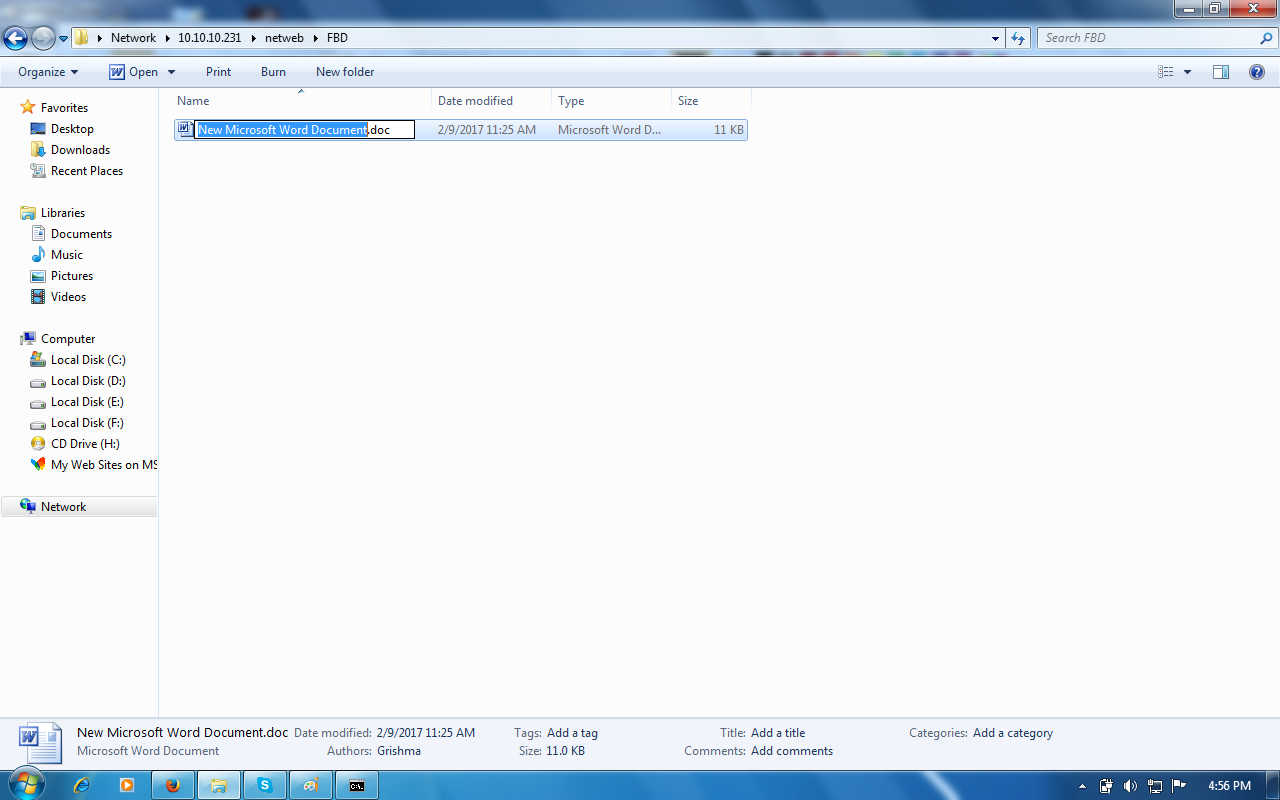 Network 10.10.10.231 netweb FBD Search FBD
Organize Open Print Burn New folder
Name Date modified Type Size
New Microsoft Word Document.doc 2/9/2017 11:25 AM Microsoft Word D... 11 KB
Favorites
Desktop
Downloads
Recent Places
Libraries
Documents
Music
Pictures
Videos
Computer
Local Disk (C:)
Local Disk (D:)
Local Disk (E:)
Local Disk (F:)
CD Drive (H:)
My Web Sites on MS
Network
New Microsoft Word Document.doc Date modified: 2/9/2017 11:25 AM Tags: Add a tag Title: Add a title Categories: Add a category
Microsoft Word Document Authors: Grishma Size: 11.0 KB Comments: Add comments
4:56 PM